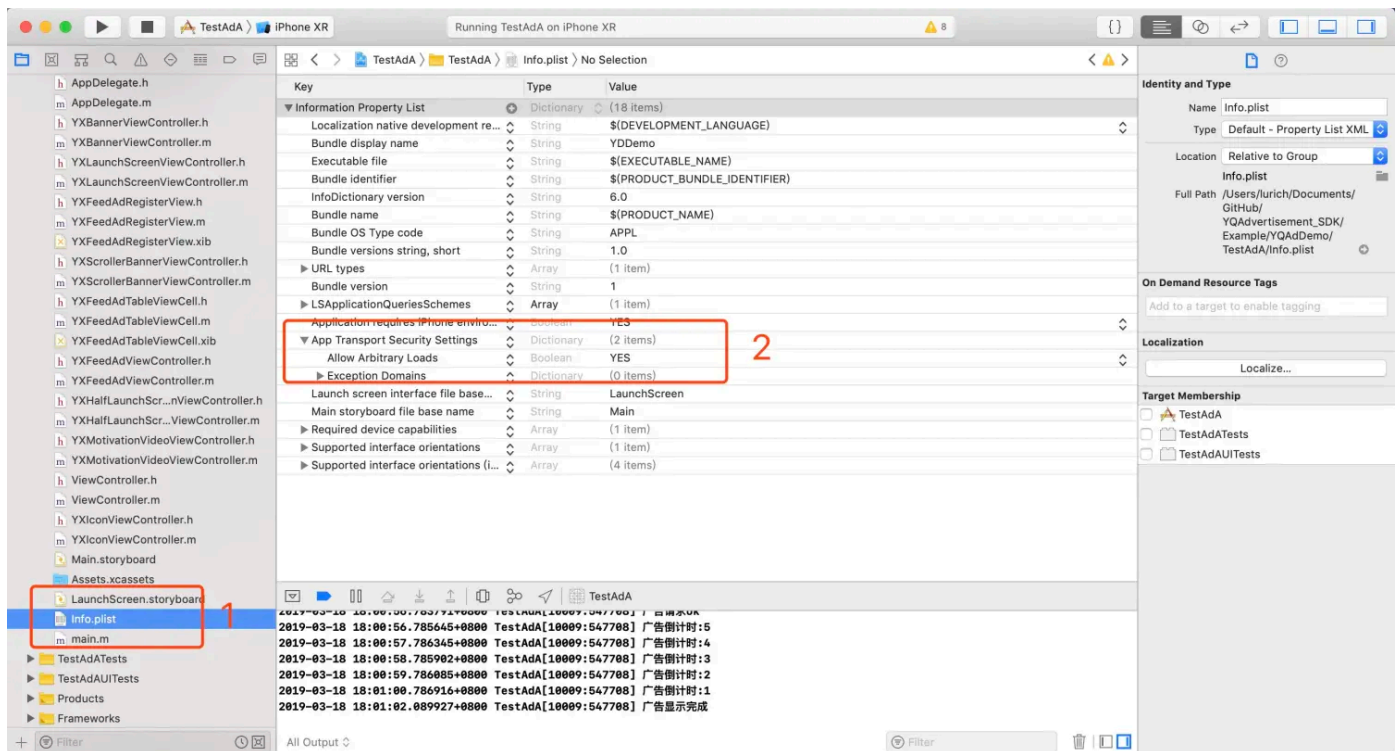 TestAdA 〉 iPhone XR
Running TestAdA on iPhone XR
8
{}
TestAdA 〉 TestAdA 〉 Info.plist 〉 No Selection
AppDelegate.h
AppDelegate.m
YXBannerViewController.h
YXBannerViewController.m
YXLaunchScreenViewController.h
YXLaunchScreenViewController.m
YXFeedAdRegisterView.h
YXFeedAdRegisterView.m
YXFeedAdRegisterView.xib
YXScrollerBannerViewController.h
YXScrollerBannerViewController.m
YXFeedAdTableViewCell.h
YXFeedAdTableViewCell.m
YXFeedAdTableViewCell.xib
YXFeedAdViewController.h
YXFeedAdViewController.m
YXHalfLaunchScr...nViewController.h
YXHalfLaunchScr...ViewController.m
YXMotivationVideoViewController.h
YXMotivationVideoViewController.m
ViewController.h
ViewController.m
YXIconViewController.h
YXIconViewController.m
Main.storyboard
Assets.xcassets
LaunchScreen.storyboard
Info.plist
main.m
1
TestAdATests
TestAdAUITests
Products
Frameworks
Filter
Key Type Value
Information Property List Dictionary (18 items)
Localization native development re... String $(DEVELOPMENT_LANGUAGE)
Bundle display name String YDDemo
Executable file String $(EXECUTABLE_NAME)
Bundle identifier String $(PRODUCT_BUNDLE_IDENTIFIER)
InfoDictionary version String 6.0
Bundle name String $(PRODUCT_NAME)
Bundle OS Type code String APPL
Bundle versions string, short String 1.0
URL types Array (1 item)
Bundle version String 1
LSApplicationQueriesSchemes Array (1 item)
Application requires iPhone enviro... Boolean YES
App Transport Security Settings Dictionary (2 items)
Allow Arbitrary Loads Boolean YES
Exception Domains Dictionary (0 items)
2
Launch screen interface file base... String LaunchScreen
Main storyboard file base name String Main
Required device capabilities Array (1 item)
Supported interface orientations Array (1 item)
Supported interface orientations (i... Array (4 items)
TestAdA
2019-03-18 18:00:56.783791+0800 TestAdA[10009:547708] 广告请求OK
2019-03-18 18:00:56.785645+0800 TestAdA[10009:547708] 广告倒计时:5
2019-03-18 18:00:57.786345+0800 TestAdA[10009:547708] 广告倒计时:4
2019-03-18 18:00:58.785902+0800 TestAdA[10009:547708] 广告倒计时:3
2019-03-18 18:00:59.786085+0800 TestAdA[10009:547708] 广告倒计时:2
2019-03-18 18:01:00.786916+0800 TestAdA[10009:547708] 广告倒计时:1
2019-03-18 18:01:02.089927+0800 TestAdA[10009:547708] 广告显示完成
All Output
Filter
Identity and Type
Name Info.plist
Type Default - Property List XML
Location Relative to Group
Info.plist
Full Path /Users/lurich/Documents/
GitHub/
YQAdvertisement_SDK/
Example/YQAdDemo/
TestAdA/Info.plist
On Demand Resource Tags
Add to a target to enable tagging
Localization
Localize...
Target Membership
TestAdA
TestAdATests
TestAdAUITests